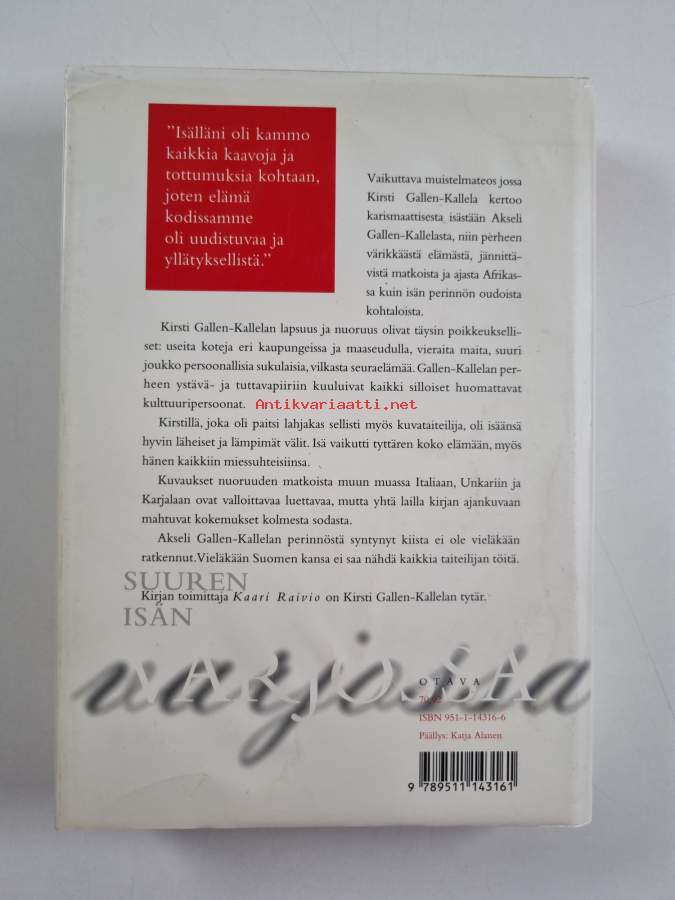 ”Isälläni oli kammo
kaikkia kaavoja ja
tottumuksia kohtaan,
joten elämä
kodissamme
oli uudistuvaa ja
yllätyksellistä.”
Vaikuttava muistelmateos jossa
Kirsti Gallen-Kallela kertoo
karismaattisesta isästään Akseli
Gallen-Kallelasta, niin perheen
värikkäästä elämästä, jännittä-
vistä matkoista ja ajasta Afrikas-
sa kuin isän perinnön oudoista
kohtaloista.
Kirsti Gallen-Kallelan lapsuus ja nuoruus olivat täysin poikkeukselli-
set: useita koteja eri kaupungeissa ja maaseudulla, vieraita maita, suuri
joukko persoonallisia sukulaisia, vilkasta seuraelämää. Gallen-Kallelan per-
heen ystävä- ja tuttavapiiriin kuuluivat kaikki silloiset huomattavat
kulttuuripersoonat.
Antikvariaatti.net
Kirstillä, joka oli paitsi lahjakas sellisti myös kuvataiteilija, oli isäänsä
hyvin läheiset ja lämpimät välit. Isä vaikutti tyttären koko elämään, myös
hänen kaikkiin miessuhteisiinsa.
Kuvaukset nuoruuden matkoista muun muassa Italiaan, Unkariin ja
Karjalaan ovat valloittavaa luettavaa, mutta yhtä lailla kirjan ajankuvaan
mahtuvat kokemukset kolmesta sodasta.
Akseli Gallen-Kallelan perinnöstä syntynyt kiista ei ole vieläkään
ratkennut.Vieläkään Suomen kansa ei saa nähdä kaikkia taiteilijan töitä.
SUUREN
Kirjan toimittaja Kaari Raivio on Kirsti Gallen-Kallelan tytär.
ISÄN
VARJOSSA
varjossa
OTAVA
ISBN 951-1-14316-6
Päällys: Katja Alanen
9 789511 143161